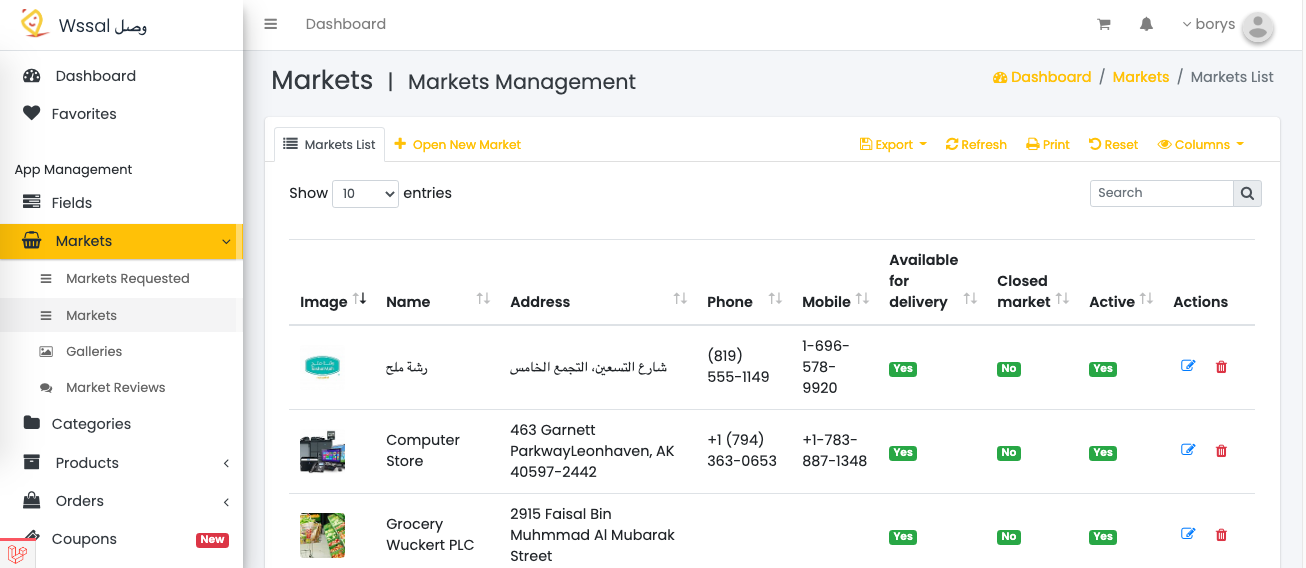 Wssal وصل
Dashboard
borys
Dashboard
Favorites
App Management
Fields
Markets
Markets Requested
Markets
Galleries
Market Reviews
Categories
Products
Orders
Coupons New
Markets | Markets Management
Dashboard / Markets / Markets List
Markets List
Open New Market
Export
Refresh
Print
Reset
Columns
Show 10 entries
Search
Image
Name
Address
Phone
Mobile
Available
for
delivery
Closed
market
Active
Actions
رشة ملح
شارع التسعين، التجمع الخامس
(819)
555-1149
1-696-
578-
9920
Yes
No
Yes
Computer
Store
463 Garnett
ParkwayLeonhaven, AK
40597-2442
+1 (794)
363-0653
+1-783-
887-1348
Yes
No
Yes
Grocery
Wuckert PLC
2915 Faisal Bin
Muhmmad Al Mubarak
Street
Yes
No
Yes